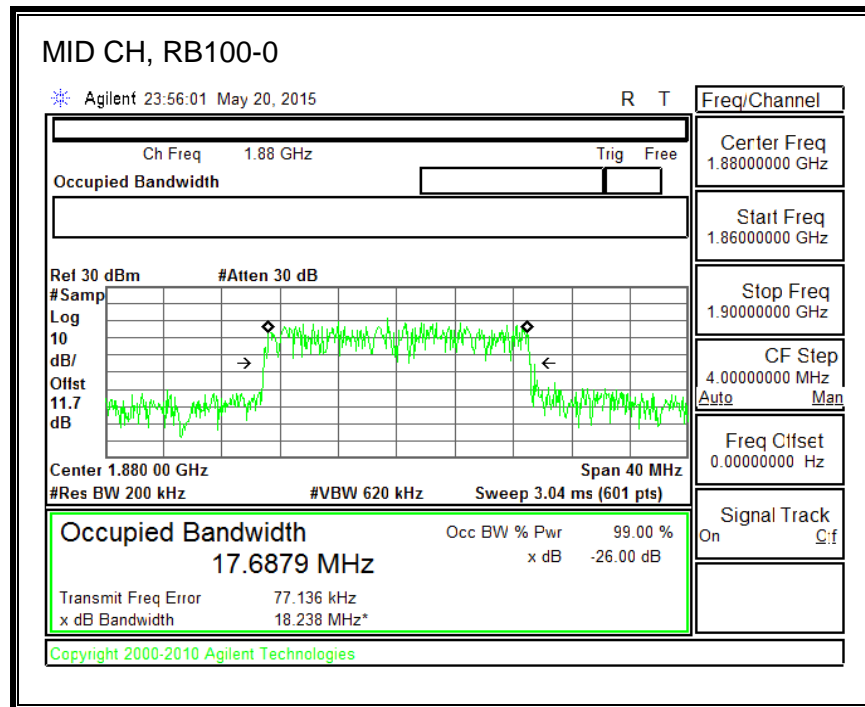 MID CH, RB100-0
Agilent 23:56:01 May 20, 2015 R T
Freq/Channel
Ch Freq 1.88 GHz Trig Free
Occupied Bandwidth
Center Freq
1.88000000 GHz
Start Freq
1.86000000 GHz
Stop Freq
1.90000000 GHz
CF Step
4.00000000 MHz
Auto Man
Freq Offset
0.00000000 Hz
Signal Track
On Off
Ref 30 dBm #Atten 30 dB
#Samp
Log
10
dB/
Offst
11.7
dB
Center 1.880 00 GHz Span 40 MHz
#Res BW 200 kHz #VBW 620 kHz Sweep 3.04 ms (601 pts)
Occupied Bandwidth
17.6879 MHz
Occ BW % Pwr 99.00 %
x dB -26.00 dB
Transmit Freq Error 77.136 kHz
x dB Bandwidth 18.238 MHz*
Copyright 2000-2010 Agilent Technologies